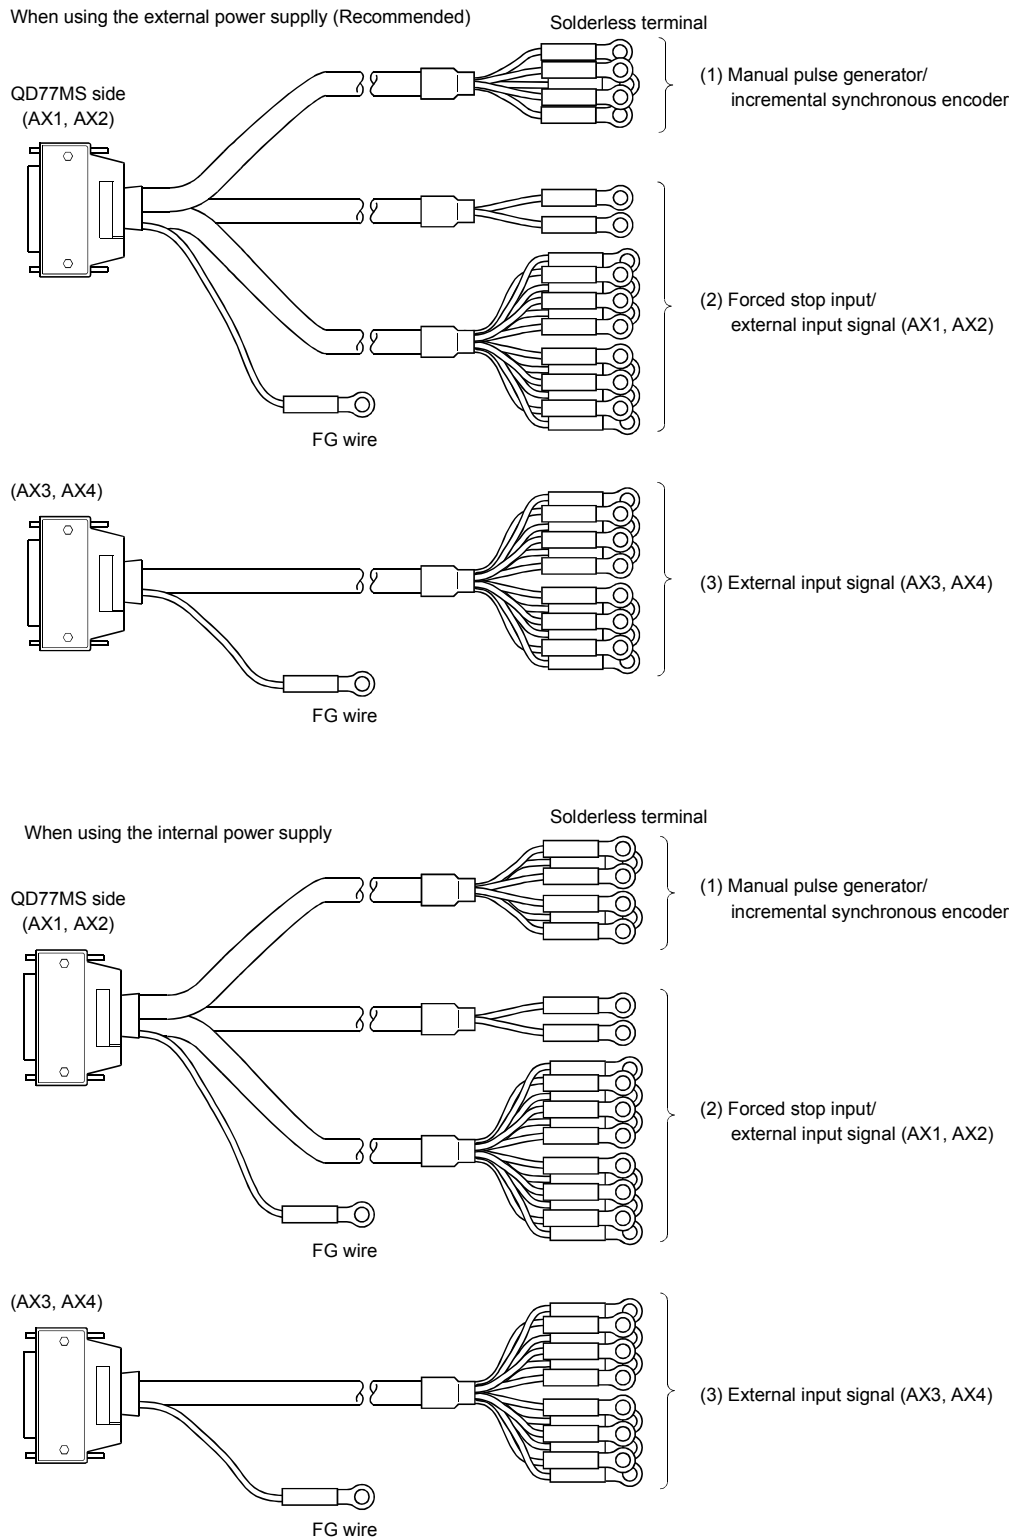 When using the external power supplly (Recommended)
Solderless terminal
QD77MS side
(AX1, AX2)
(1) Manual pulse generator/
incremental synchronous encoder
(2) Forced stop input/
external input signal (AX1, AX2)
FG wire
(AX3, AX4)
(3) External input signal (AX3, AX4)
FG wire
When using the internal power supply
Solderless terminal
QD77MS side
(AX1, AX2)
(1) Manual pulse generator/
incremental synchronous encoder
(2) Forced stop input/
external input signal (AX1, AX2)
FG wire
(AX3, AX4)
(3) External input signal (AX3, AX4)
FG wire